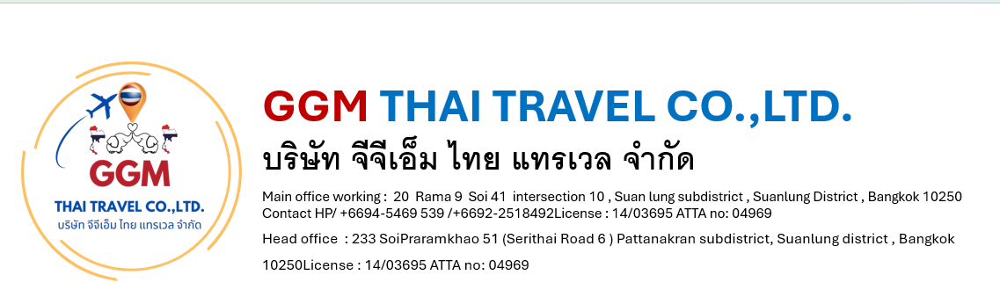 GGM
THAI TRAVEL CO.,LTD.
บริษัท จีจีเอ็ม ไทย แทรเวล จำกัด
GGM THAI TRAVEL CO.,LTD.
บริษัท จีจีเอ็ม ไทย แทรเวล จำกัด
Main office working : 20 Rama 9 Soi 41 intersection 10 , Suan lung subdistrict , Suanlung District , Bangkok 10250
Contact HP/ +6694-5469 539 /+6692-2518492License : 14/03695 ATTA no: 04969
Head office : 233 SoiPraramkhao 51 (Serithai Road 6 ) Pattanakran subdistrict, Suanlung district , Bangkok
10250License : 14/03695 ATTA no: 04969